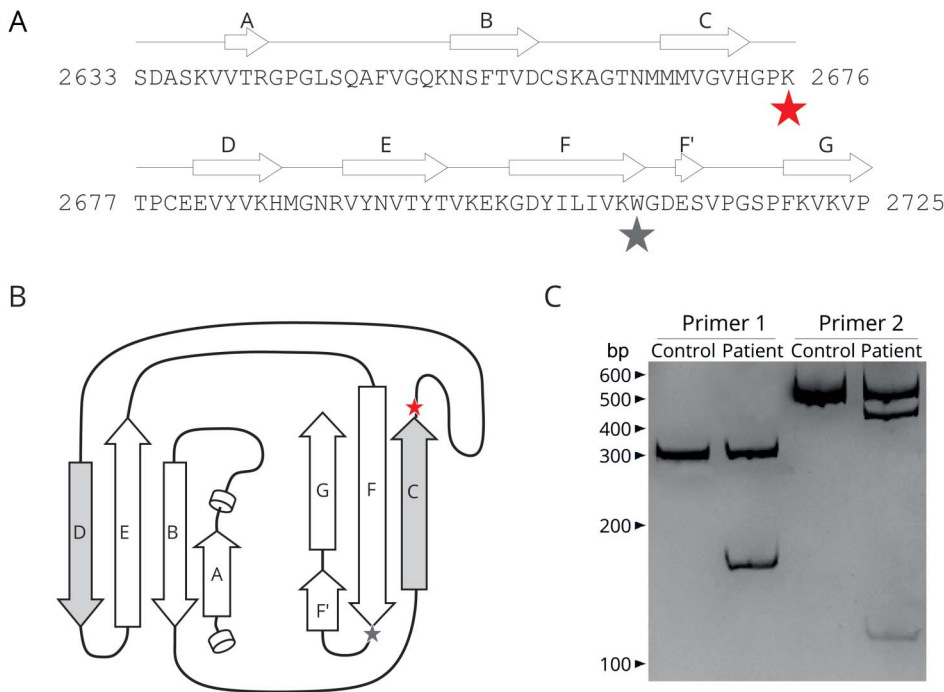 A
A B C
2633 SDASKVVTRGPGLSQAFVGQKNSFTVDCSKAGTNMMMVGVHGPK 2676
D E F F' G
2677 TPCEEVYVKHMGNRVYNVTYTVKEKGDYILIVKWGDESVPGSPFKVKVP 2725
B
D E B A G F' F C
C
Primer 1 Primer 2
bp Control Patient Control Patient
600
500
400
300
200
100